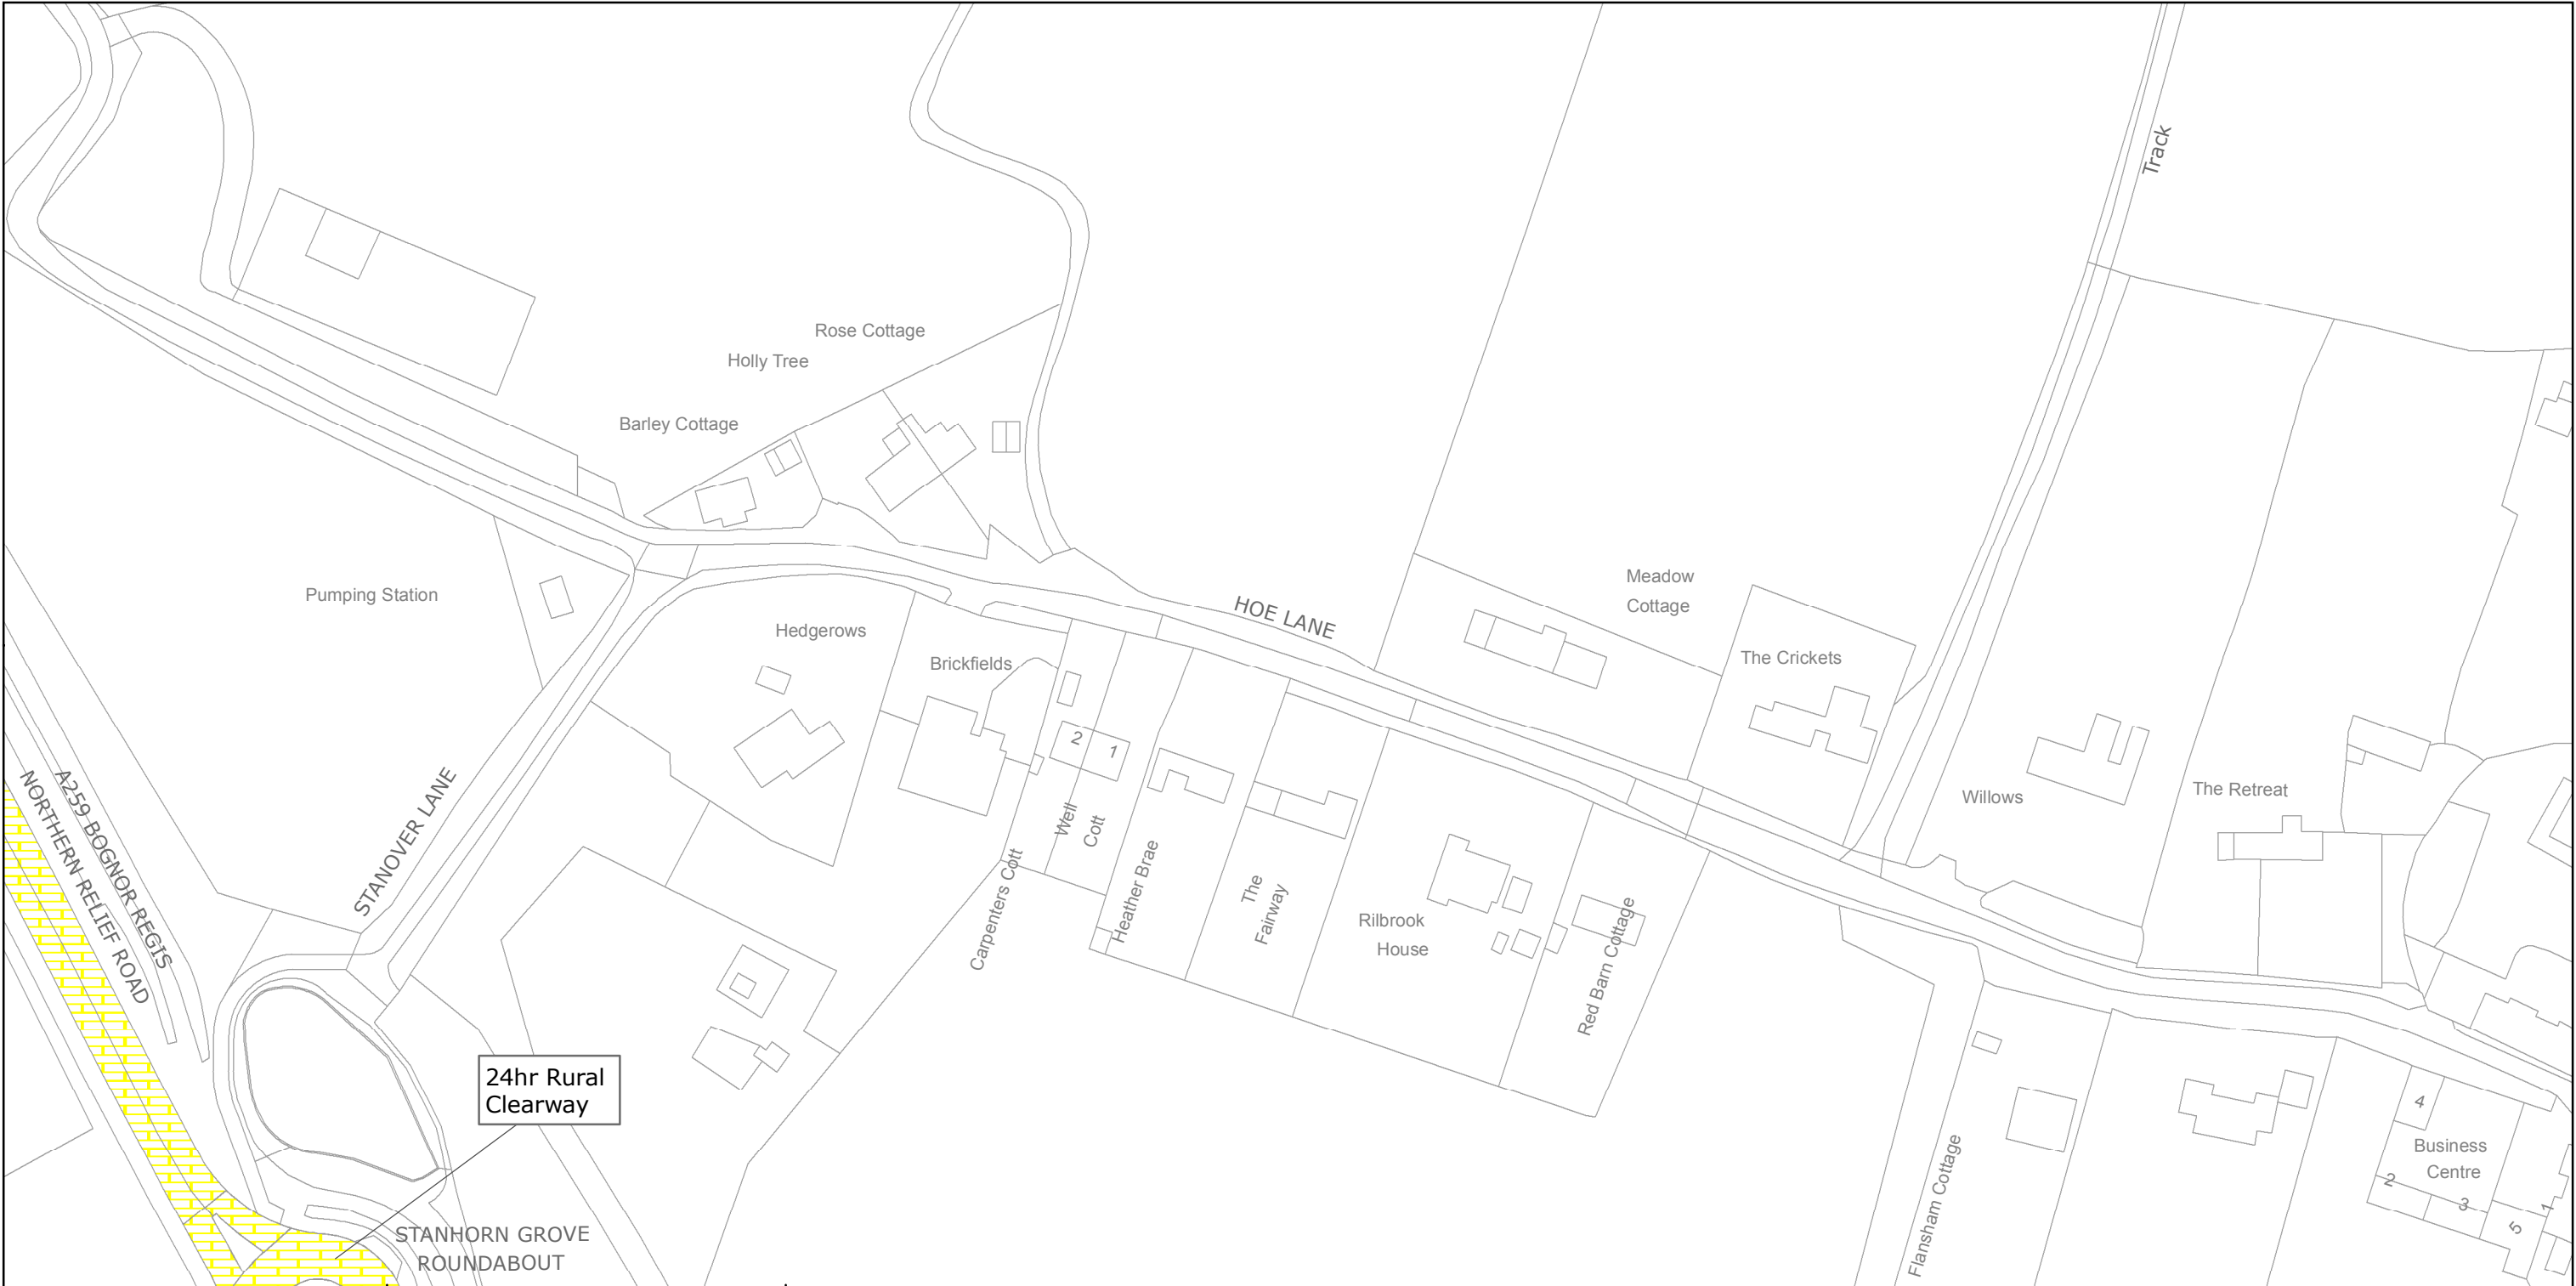 Track
Rose Cottage
Holly Tree
Barley Cottage
Pumping Station
HOE LANE
Meadow
Cottage
Hedgerows
Brickfields
The Crickets
2
1
Well
Cott
Willows
The Retreat
A259 BOGNOR REGIS
NORTHERN RELIEF ROAD
STANOVER LANE
Carpenters Cott
Heather Brae
The
Fairway
Rilbrook
House
Red Barn Cottage
24hr Rural
Clearway
4
Business
Centre
2
3
5
1
Flansham Cottage
STANHORN GROVE
ROUNDABOUT